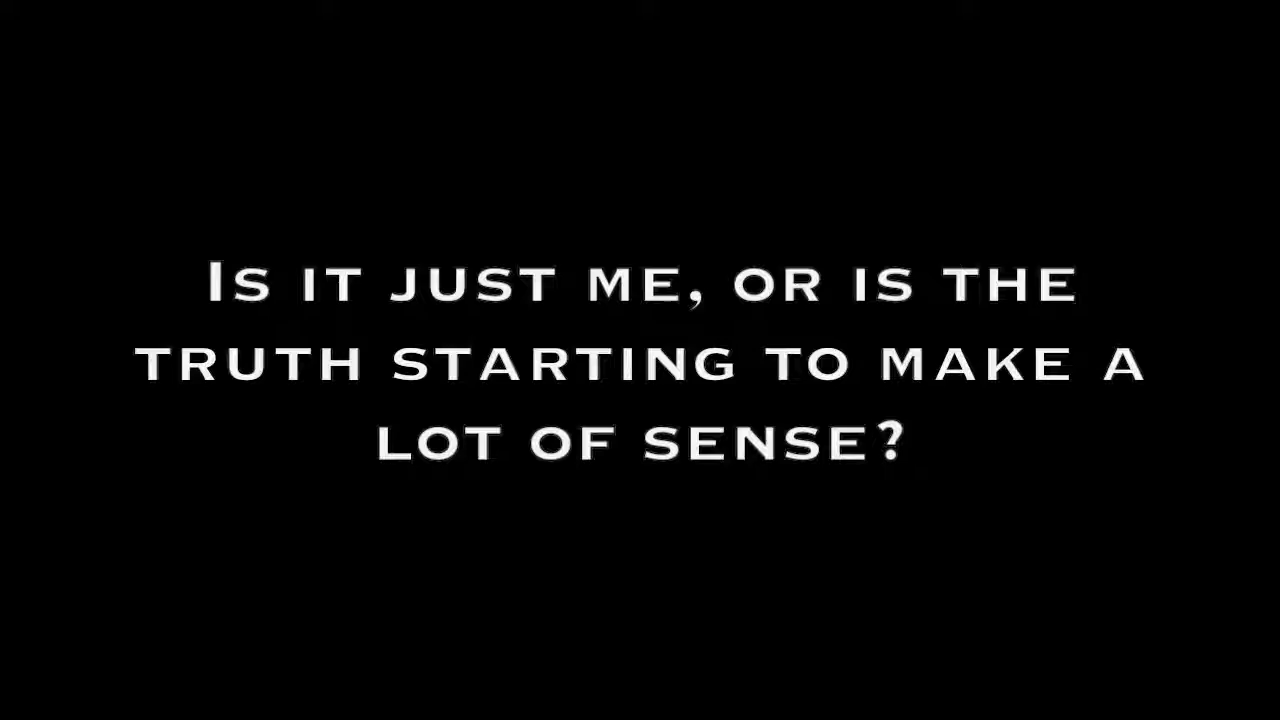 Is it just me, or is the
truth starting to make a
lot of sense?